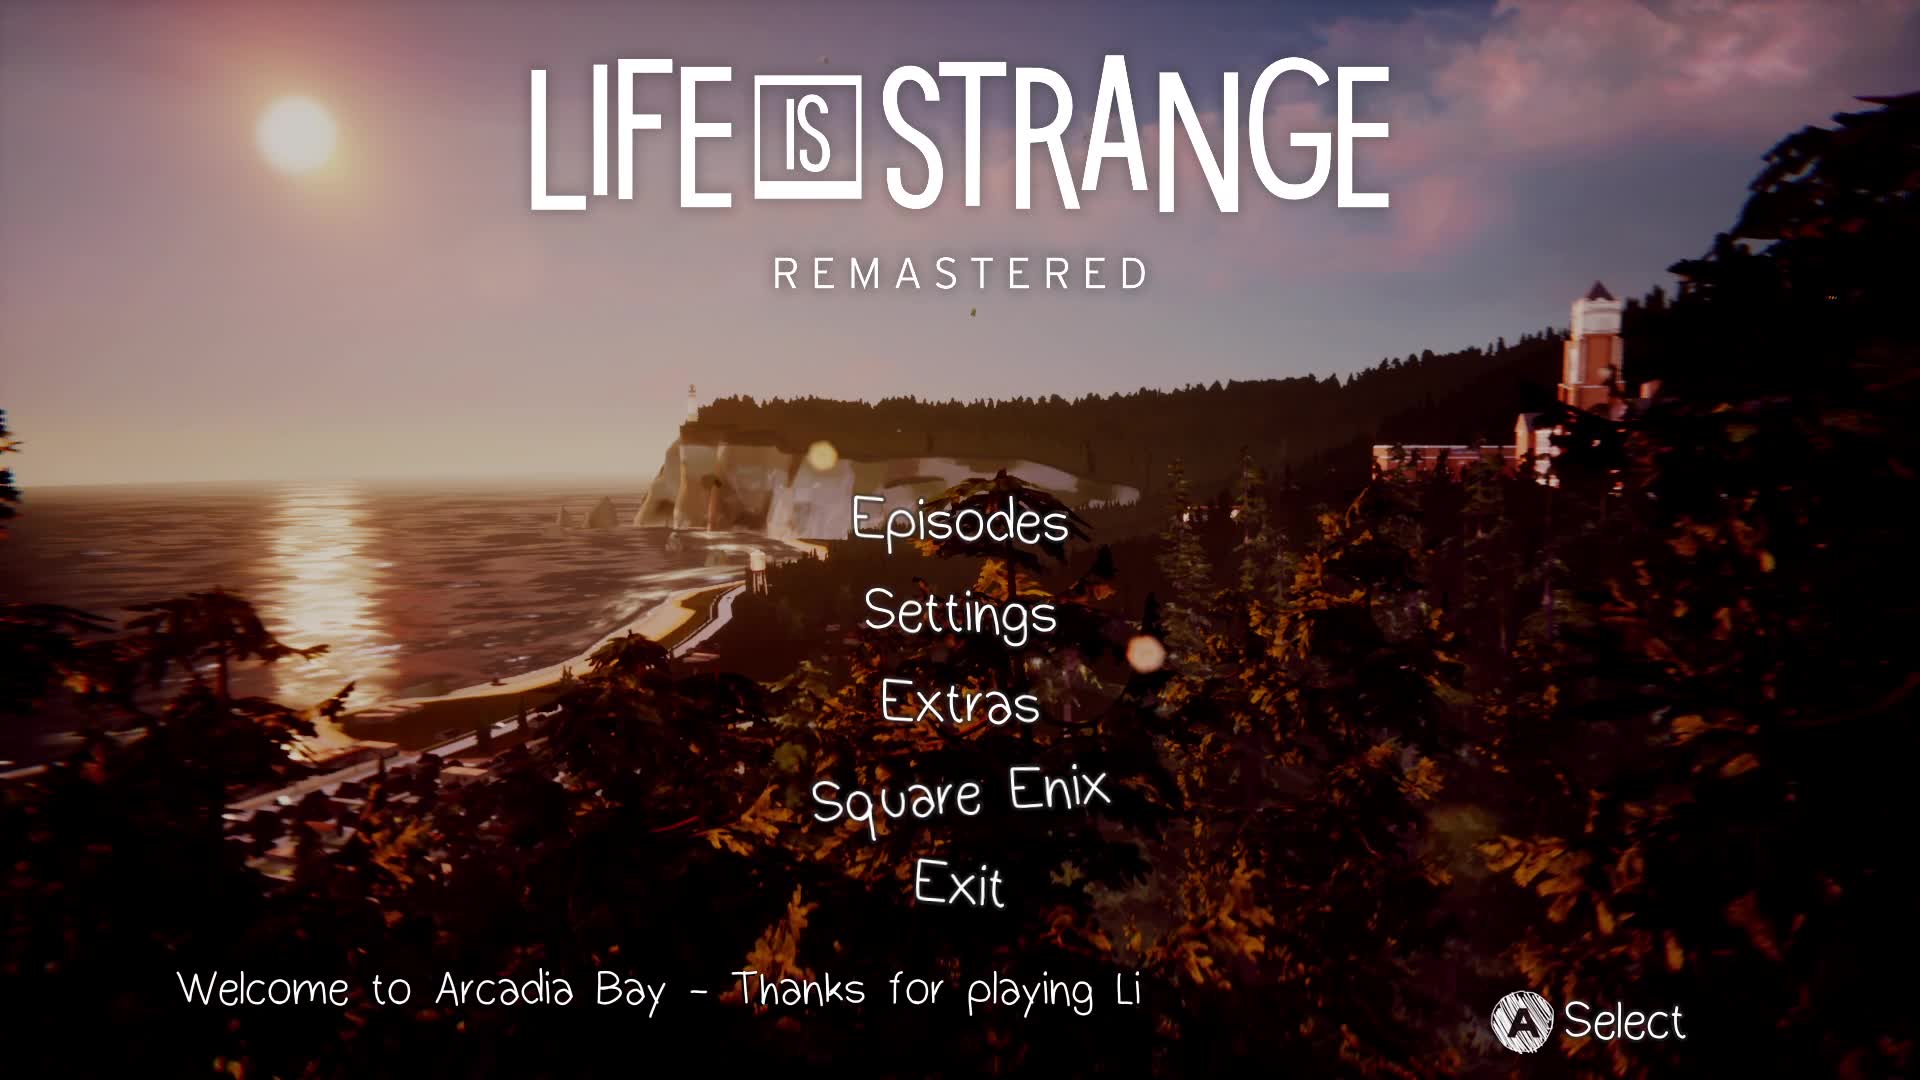 LIFE IS STRANGE
REMASTERED
Episodes
Settings
Extras
Square Enix
Exit
Welcome to Arcadia Bay - Thanks for playing Li
A Select